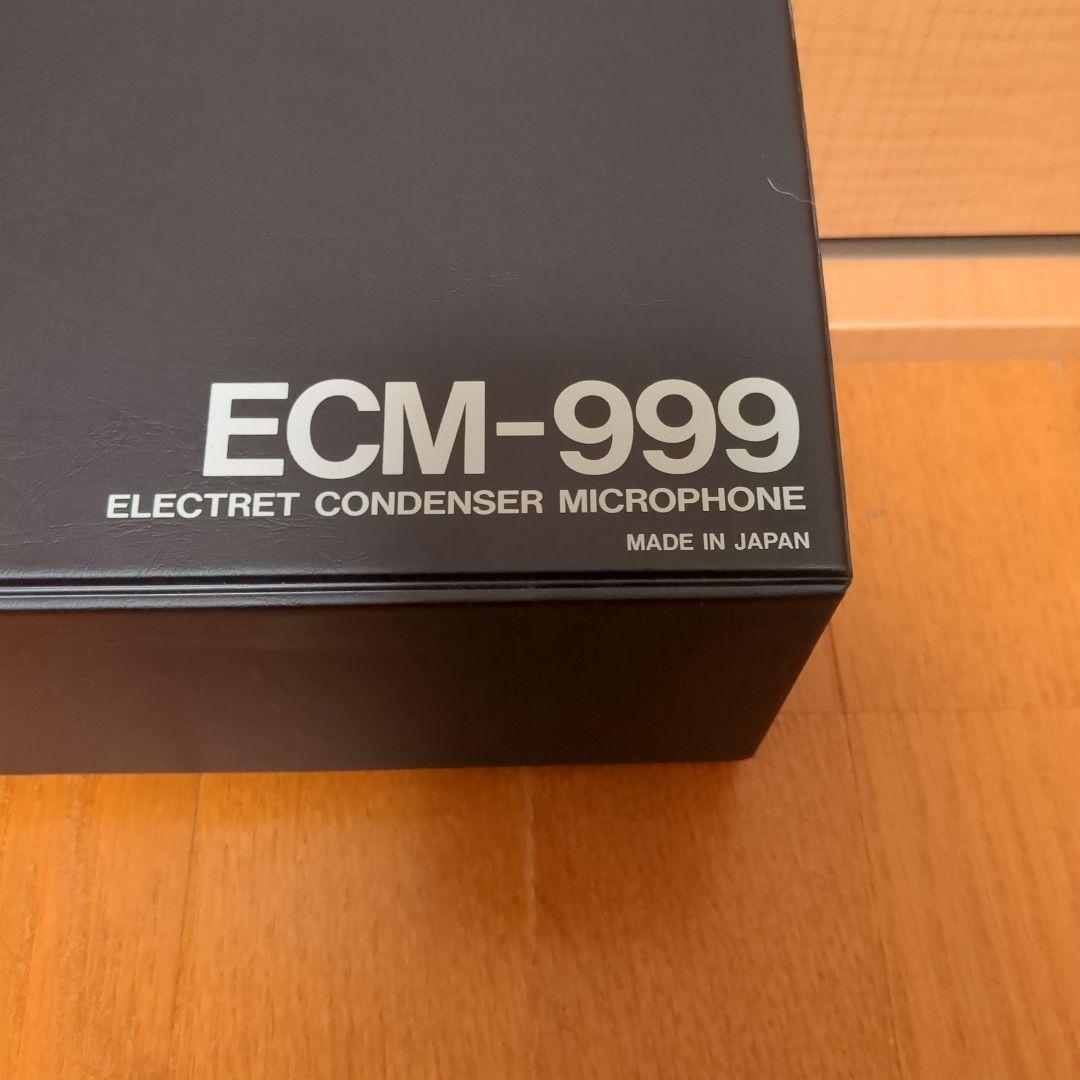 ECM-999
ELECTRET CONDENSER MICROPHONE
MADE IN JAPAN